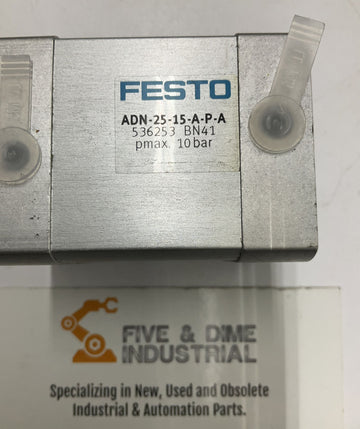 FESTO
ADN-25-15-A-P-A
536253 BN41
pmax. 10bar
FIVE & DIME
INDUSTRIAL
Specializing in New, Used and Obsolete
Industrial & Automation Parts.